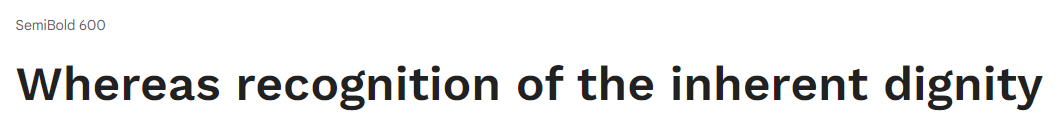 SemiBold 600
Whereas recognition of the inherent dignity